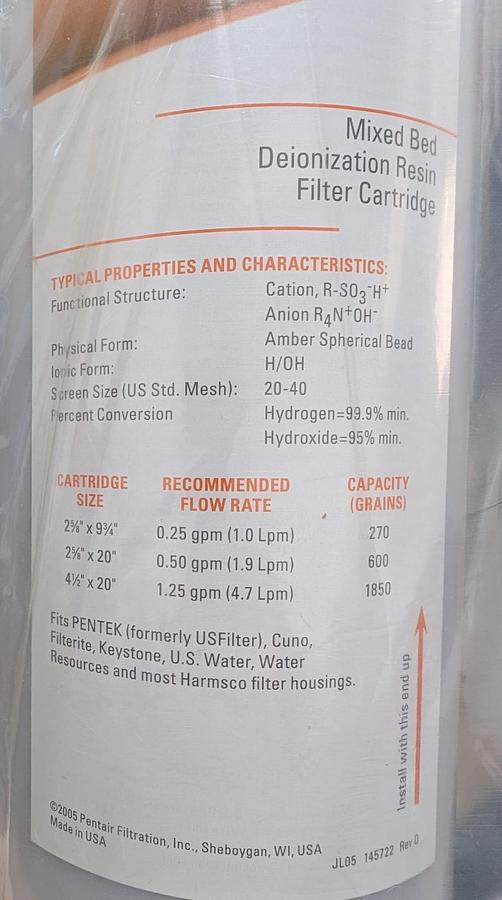 Mixed Bed
Deionization Resin
Filter Cartridge
TYPICAL PROPERTIES AND CHARACTERISTICS:
Functional Structure: Cation, R-SO₃⁻H⁺
Anion R₄N⁺OH⁻
Physical Form: Amber Spherical Bead
Ionic Form: H/OH
Screen Size (US Std. Mesh): 20-40
Percent Conversion Hydrogen=99.9% min.
Hydroxide=95% min.
CARTRIDGE RECOMMENDED CAPACITY
SIZE FLOW RATE (GRAINS)
2⅝" x 9¾" 0.25 gpm (1.0 Lpm) 270
2⅝" x 20" 0.50 gpm (1.9 Lpm) 600
4½" x 20" 1.25 gpm (4.7 Lpm) 1850
Fits PENTEK (formerly USFilter), Cuno,
Filterite, Keystone, U.S. Water, Water
Resources and most Harmsco filter housings.
Install with this end up
©2005 Pentair Filtration, Inc., Sheboygan, WI, USA
Made in USA
JL05 145722 Rev D